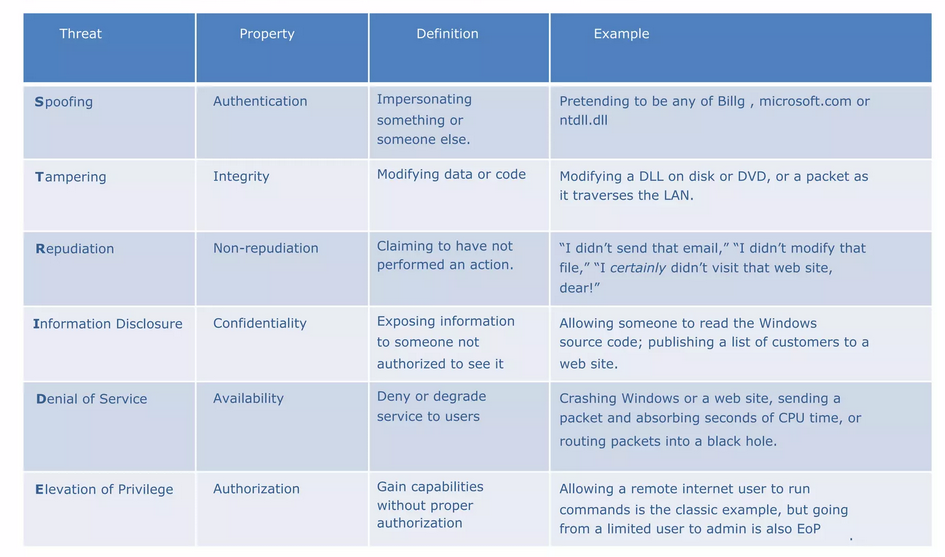 Threat Property Definition Example
Spoofing Authentication Impersonating something or someone else. Pretending to be any of Billg , microsoft.com or ntdll.dll
Tampering Integrity Modifying data or code Modifying a DLL on disk or DVD, or a packet as it traverses the LAN.
Repudiation Non-repudiation Claiming to have not performed an action. “I didn’t send that email,” “I didn’t modify that file,” “I certainly didn’t visit that web site, dear!”
Information Disclosure Confidentiality Exposing information to someone not authorized to see it Allowing someone to read the Windows source code; publishing a list of customers to a web site.
Denial of Service Availability Deny or degrade service to users Crashing Windows or a web site, sending a packet and absorbing seconds of CPU time, or routing packets into a black hole.
Elevation of Privilege Authorization Gain capabilities without proper authorization Allowing a remote internet user to run commands is the classic example, but going from a limited user to admin is also EoP .